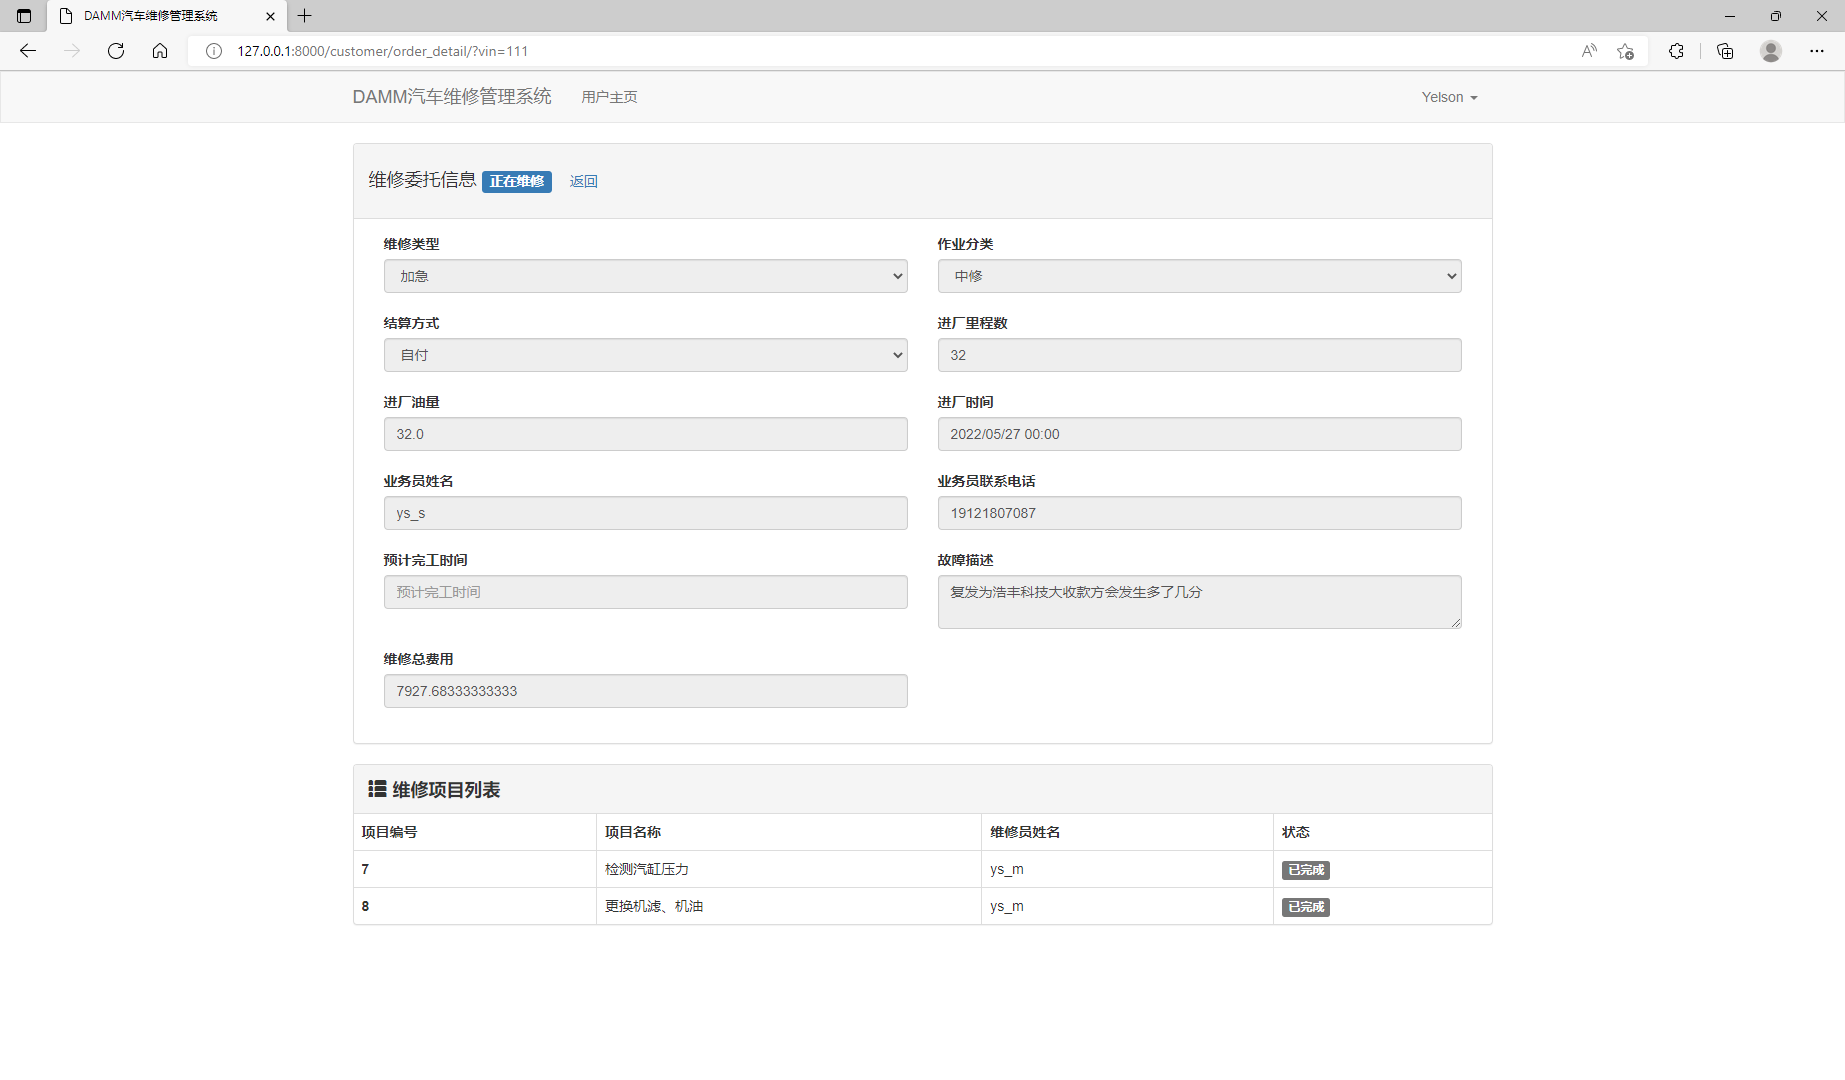 DAMM汽车维修管理系统
127.0.0.1:8000/customer/order_detail/?vin=111
DAMM汽车维修管理系统 用户主页 Yelson
维修委托信息 正在维修 返回
维修类型 作业分类
加急 中修
结算方式 进厂里程数
自付 32
进厂油量 进厂时间
32.0 2022/05/27 00:00
业务员姓名 业务员联系电话
ys_s 19121807087
预计完工时间 故障描述
预计完工时间 复发为浩丰科技大收款方会发生多了几分
维修总费用
7927.68333333333
维修项目列表
项目编号 项目名称 维修员姓名 状态
7 检测汽缸压力 ys_m 已完成
8 更换机滤、机油 ys_m 已完成